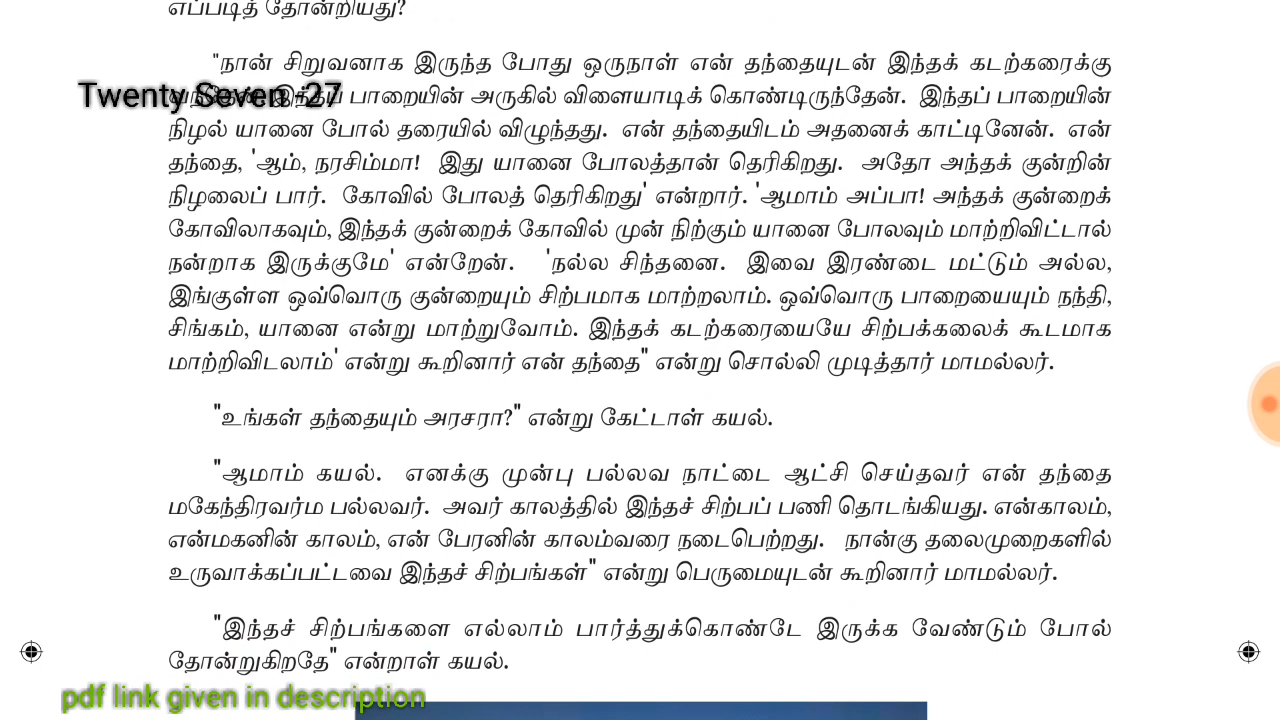 எப்படித் தோன்றியது?
"நான் சிறுவனாக இருந்த போது ஒருநாள் என் தந்தையுடன் இந்தக் கடற்கரைக்கு
Twenty Seven -27
இந்தப் பாறையின் அருகில் விளையாடிக் கொண்டிருந்தேன். இந்தப் பாறையின்
நிழல் யானை போல் தரையில் விழுந்தது. என் தந்தையிடம் அதனைக் காட்டினேன். என்
தந்தை, 'ஆம், நரசிம்மா! இது யானை போலத்தான் தெரிகிறது. அதோ அந்தக் குன்றின்
நிழலைப் பார். கோவில் போலத் தெரிகிறது' என்றார். 'ஆமாம் அப்பா! அந்தக் குன்றைக்
கோவிலாகவும், இந்தக் குன்றைக் கோவில் முன் நிற்கும் யானை போலவும் மாற்றிவிட்டால்
நன்றாக இருக்குமே' என்றேன். 'நல்ல சிந்தனை. இவை இரண்டை மட்டும் அல்ல,
இங்குள்ள ஒவ்வொரு குன்றையும் சிற்பமாக மாற்றலாம். ஒவ்வொரு பாறையையும் நந்தி,
சிங்கம், யானை என்று மாற்றுவோம். இந்தக் கடற்கரையையே சிற்பக்கலைக் கூடமாக
மாற்றிவிடலாம்' என்று கூறினார் என் தந்தை" என்று சொல்லி முடித்தார் மாமல்லர்.
"உங்கள் தந்தையும் அரசரா?" என்று கேட்டாள் கயல்.
"ஆமாம் கயல். எனக்கு முன்பு பல்லவ நாட்டை ஆட்சி செய்தவர் என் தந்தை
மகேந்திரவர்ம பல்லவர். அவர் காலத்தில் இந்தச் சிற்பப் பணி தொடங்கியது. என்காலம்,
என்மகனின் காலம், என் பேரனின் காலம்வரை நடைபெற்றது. நான்கு தலைமுறைகளில்
உருவாக்கப்பட்டவை இந்தச் சிற்பங்கள்" என்று பெருமையுடன் கூறினார் மாமல்லர்.
"இந்தச் சிற்பங்களை எல்லாம் பார்த்துக்கொண்டே இருக்க வேண்டும் போல்
தோன்றுகிறதே" என்றாள் கயல்.
pdf link given in description